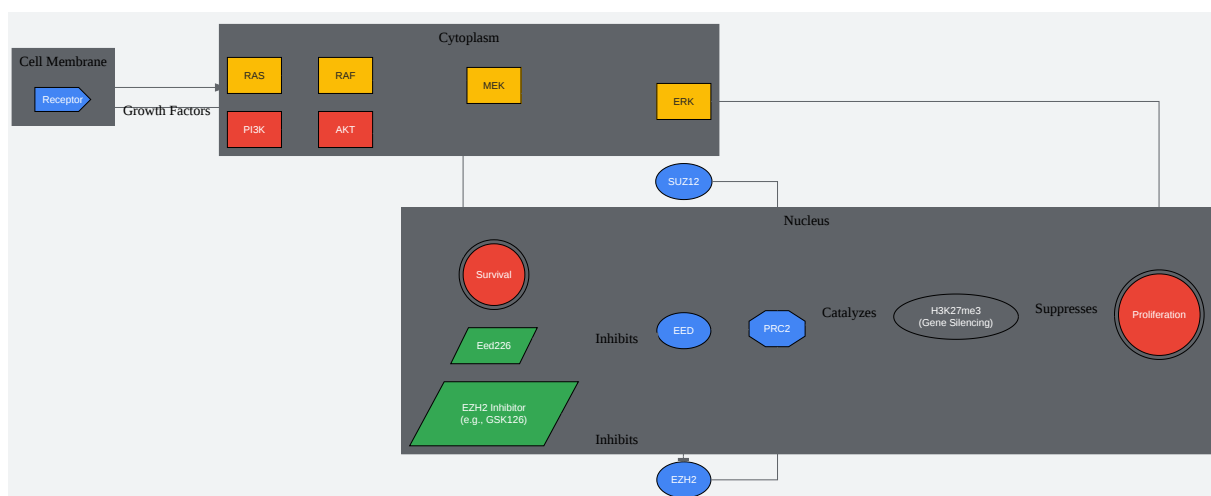 Cytoplasm
Cell Membrane
Receptor
Growth Factors
RAS
RAF
MEK
ERK
PI3K
AKT
SUZ12
Nucleus
Survival
Eed226
EZH2 Inhibitor
(e.g., GSK126)
Inhibits
Inhibits
EED
PRC2
Catalyzes
H3K27me3
(Gene Silencing)
Suppresses
Proliferation
EZH2